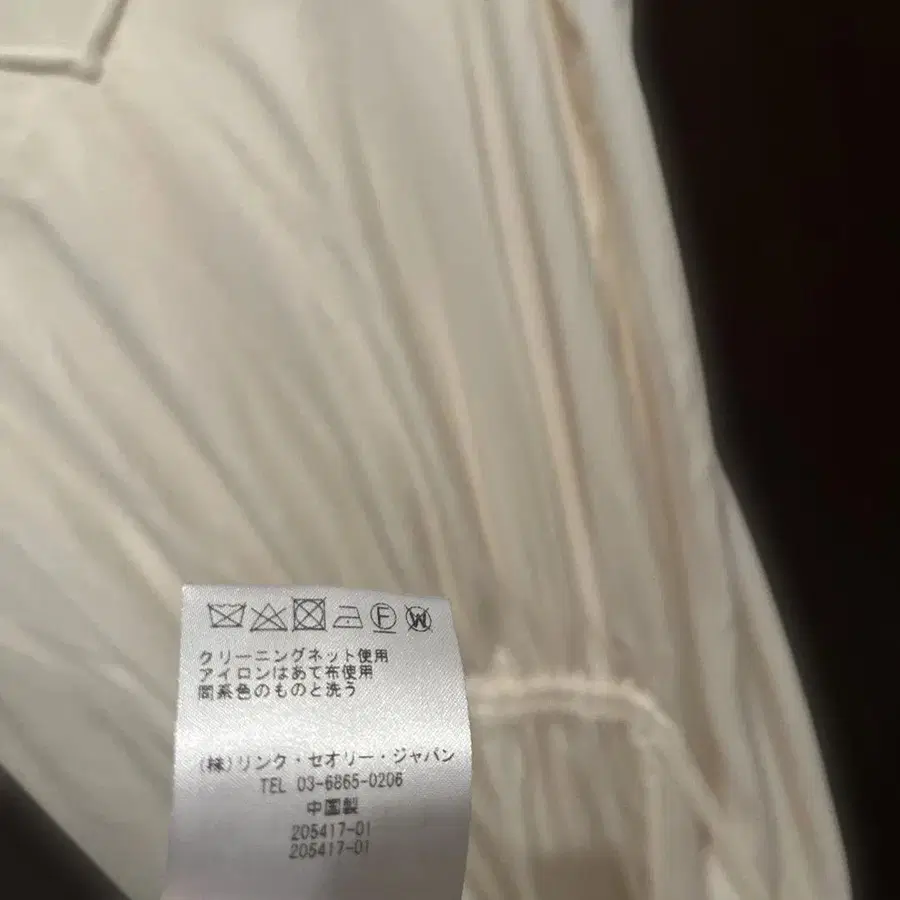 F W
クリーニングネット使用
アイロンはあて布使用
同系色のものと洗う
(株)リンク・セオリー・ジャパン
TEL 03-6865-0206
中国製
205417-01
205417-01